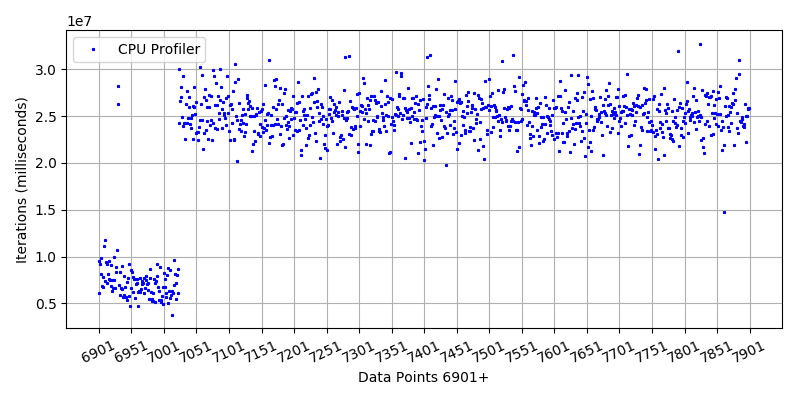 1e7
CPU Profiler
3.0
2.5
2.0
1.5
1.0
0.5
Iterations (milliseconds)
6901 6951 7001 7051 7101 7151 7201 7251 7301 7351 7401 7451 7501 7551 7601 7651 7701 7751 7801 7851 7901
Data Points 6901+